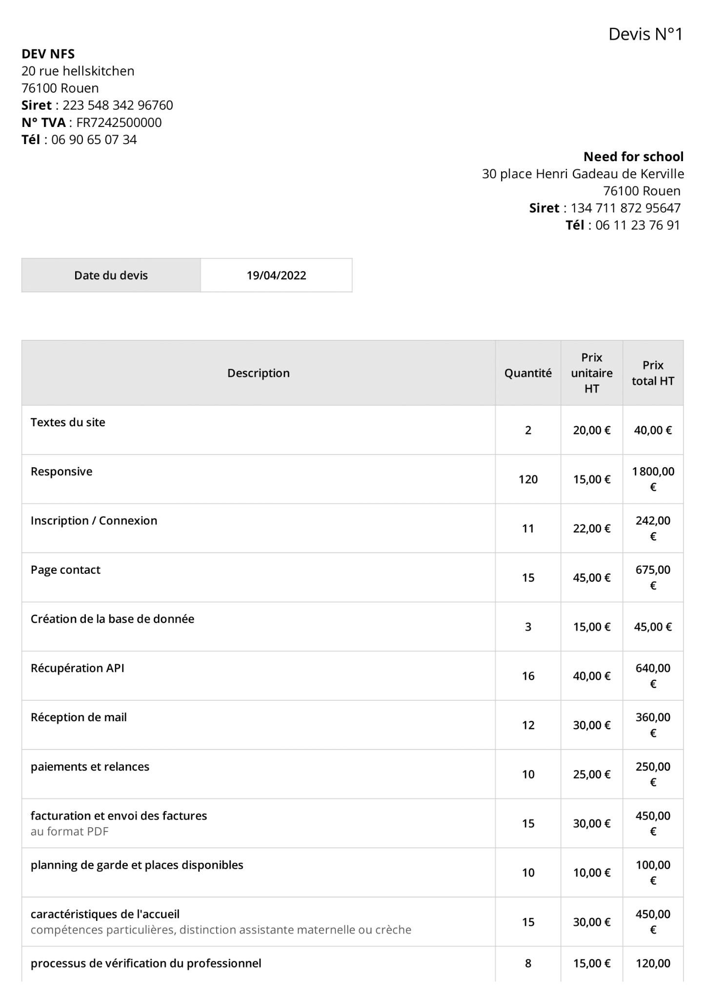 Devis N°1
DEV NFS
20 rue hellskitchen
76100 Rouen
Siret : 223 548 342 96760
N° TVA : FR7242500000
Tél : 06 90 65 07 34
Need for school
30 place Henri Gadeau de Kerville
76100 Rouen
Siret : 134 711 872 95647
Tél : 06 11 23 76 91
Date du devis 19/04/2022
Description Quantité Prix unitaire HT Prix total HT
Textes du site 2 20,00 € 40,00 €
Responsive 120 15,00 € 1 800,00 €
Inscription / Connexion 11 22,00 € 242,00 €
Page contact 15 45,00 € 675,00 €
Création de la base de donnée 3 15,00 € 45,00 €
Récupération API 16 40,00 € 640,00 €
Réception de mail 12 30,00 € 360,00 €
paiements et relances 10 25,00 € 250,00 €
facturation et envoi des factures 15 30,00 € 450,00 €
au format PDF
planning de garde et places disponibles 10 10,00 € 100,00 €
caractéristiques de l'accueil 15 30,00 € 450,00 €
compétences particulières, distinction assistante maternelle ou crèche
processus de vérification du professionnel 8 15,00 € 120,00